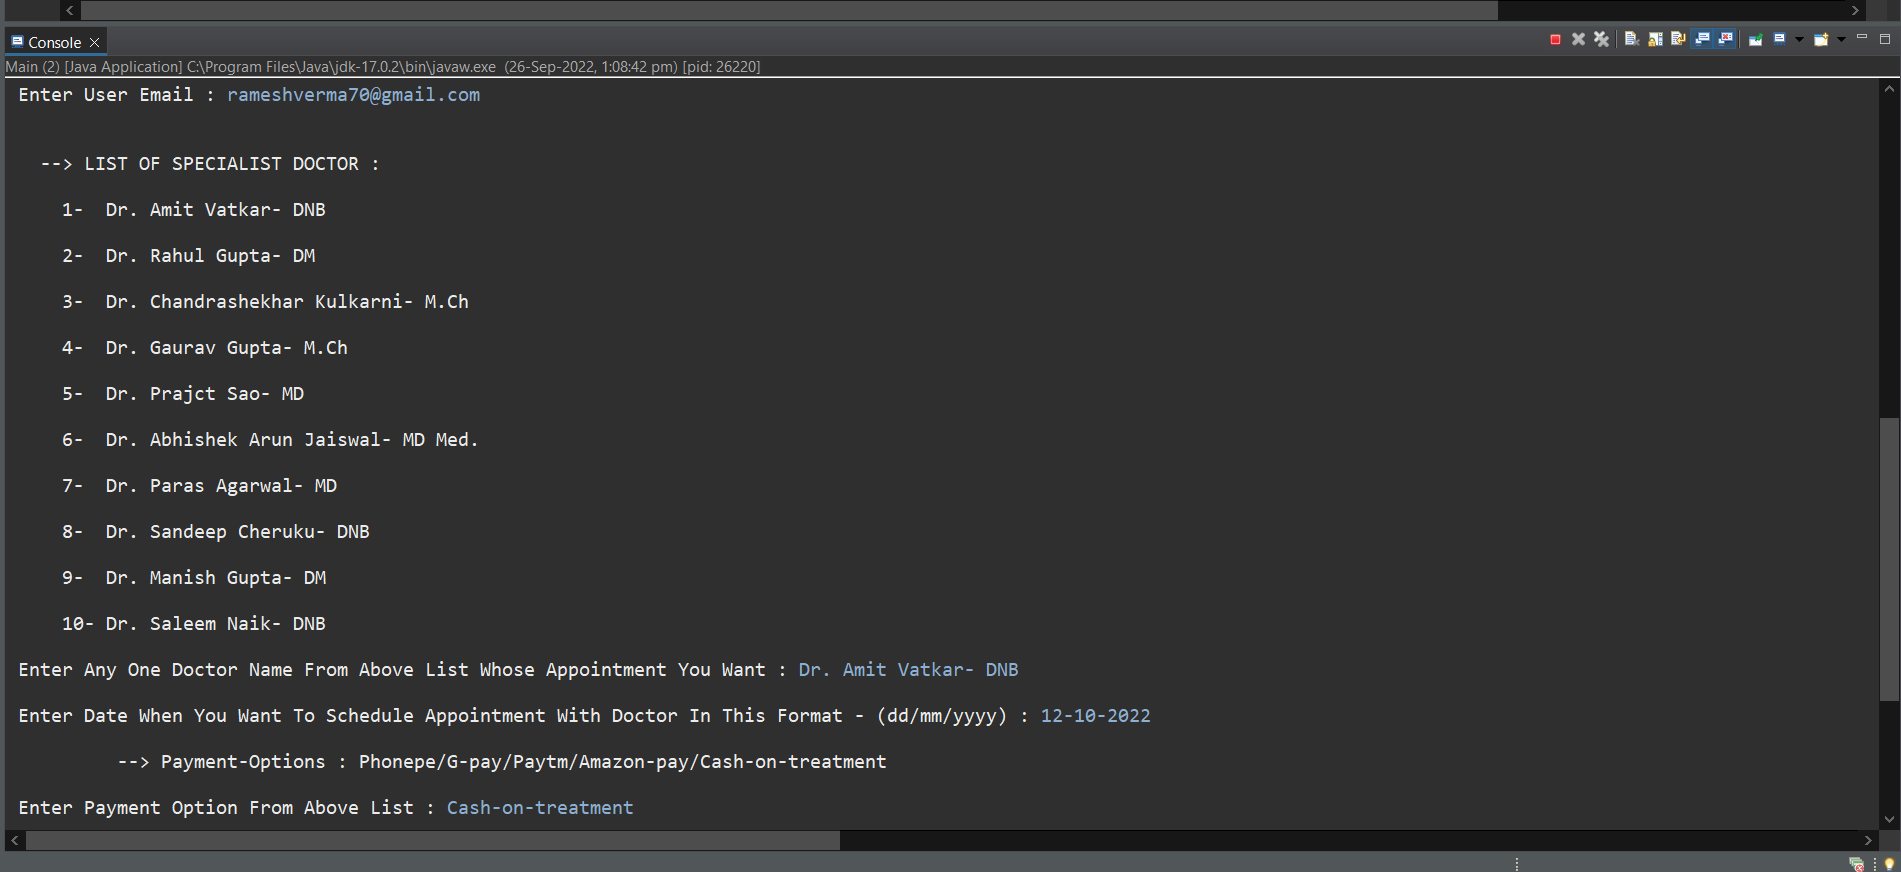 Console
Main (2) [Java Application] C:\Program Files\Java\jdk-17.0.2\bin\javaw.exe (26-Sep-2022, 1:08:42 pm) [pid: 26220]
Enter User Email : rameshverma70@gmail.com
--> LIST OF SPECIALIST DOCTOR :
1- Dr. Amit Vatkar- DNB
2- Dr. Rahul Gupta- DM
3- Dr. Chandrashekhar Kulkarni- M.Ch
4- Dr. Gaurav Gupta- M.Ch
5- Dr. Prajct Sao- MD
6- Dr. Abhishek Arun Jaiswal- MD Med.
7- Dr. Paras Agarwal- MD
8- Dr. Sandeep Cheruku- DNB
9- Dr. Manish Gupta- DM
10- Dr. Saleem Naik- DNB
Enter Any One Doctor Name From Above List Whose Appointment You Want : Dr. Amit Vatkar- DNB
Enter Date When You Want To Schedule Appointment With Doctor In This Format - (dd/mm/yyyy) : 12-10-2022
--> Payment-Options : Phonepe/G-pay/Paytm/Amazon-pay/Cash-on-treatment
Enter Payment Option From Above List : Cash-on-treatment